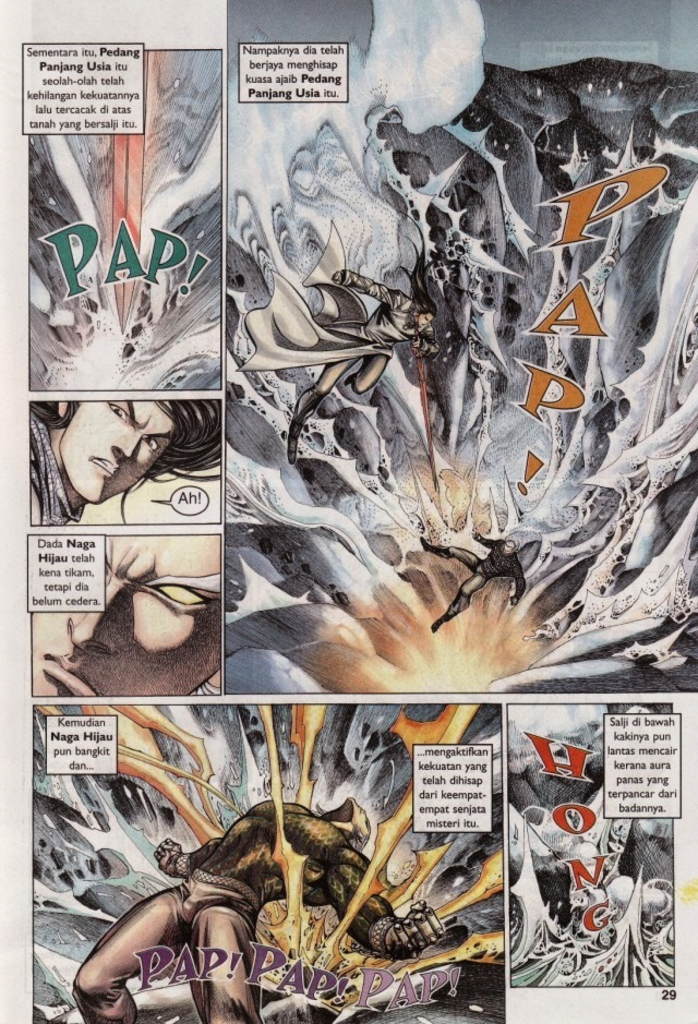 Sementara itu, Pedang
Panjang Usia itu
seolah-olah telah
kehilangan kekuatannya
lalu tercacak di atas
tanah yang bersalji itu.
PAP!
Nampaknya dia telah
berjaya menghisap
kuasa ajaib Pedang
Panjang Usia itu.
PAP!
Ah!
Dada Naga
Hijau telah
kena tikam,
tetapi dia
belum cedera.
Kemudian
Naga Hijau
pun bangkit
dan...
...mengaktifkan
kekuatan yang
telah dihisap
dari keempat-
empat senjata
misteri itu.
PAP! PAP! PAP!
Salji di bawah
kakinya pun
lantas mencair
kerana aura
panas yang
terpancar dari
badannya.
HONG
29